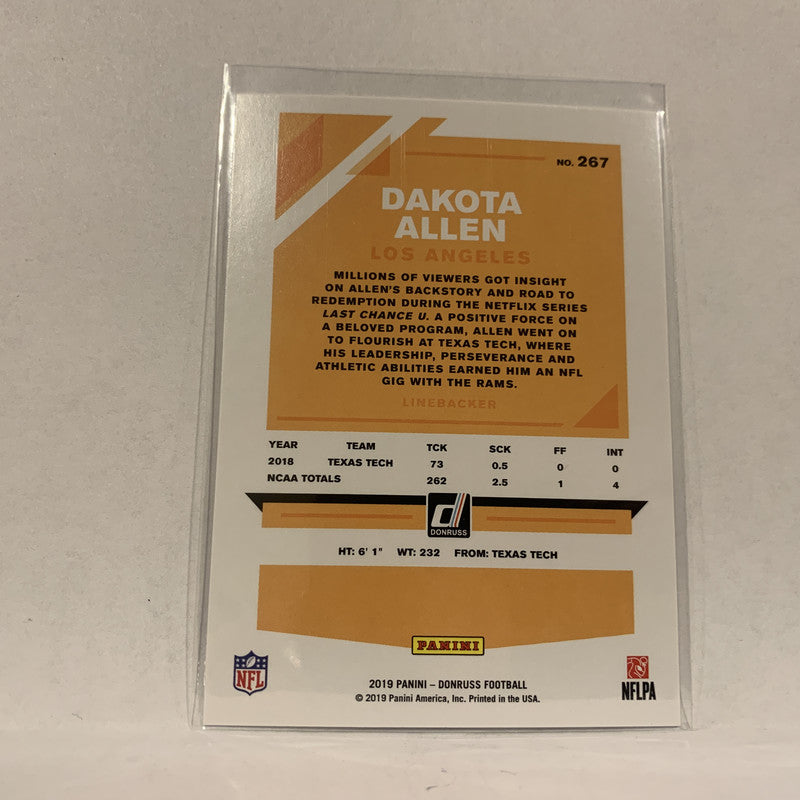 NO. 267
DAKOTA
ALLEN
LOS ANGELES
MILLIONS OF VIEWERS GOT INSIGHT
ON ALLEN'S BACKSTORY AND ROAD TO
REDEMPTION DURING THE NETFLIX SERIES
LAST CHANCE U. A POSITIVE FORCE ON
A BELOVED PROGRAM, ALLEN WENT ON
TO FLOURISH AT TEXAS TECH, WHERE
HIS LEADERSHIP, PERSEVERANCE AND
ATHLETIC ABILITIES EARNED HIM AN NFL
GIG WITH THE RAMS.
LINEBACKER
YEAR TEAM TCK SCK FF INT
2018 TEXAS TECH 73 0.5 0 0
NCAA TOTALS 262 2.5 1 4
d
DONRUSS
HT: 6' 1" WT: 232 FROM: TEXAS TECH
PANINI
NFL
NFLPA
2019 PANINI – DONRUSS FOOTBALL
© 2019 Panini America, Inc. Printed in the USA.